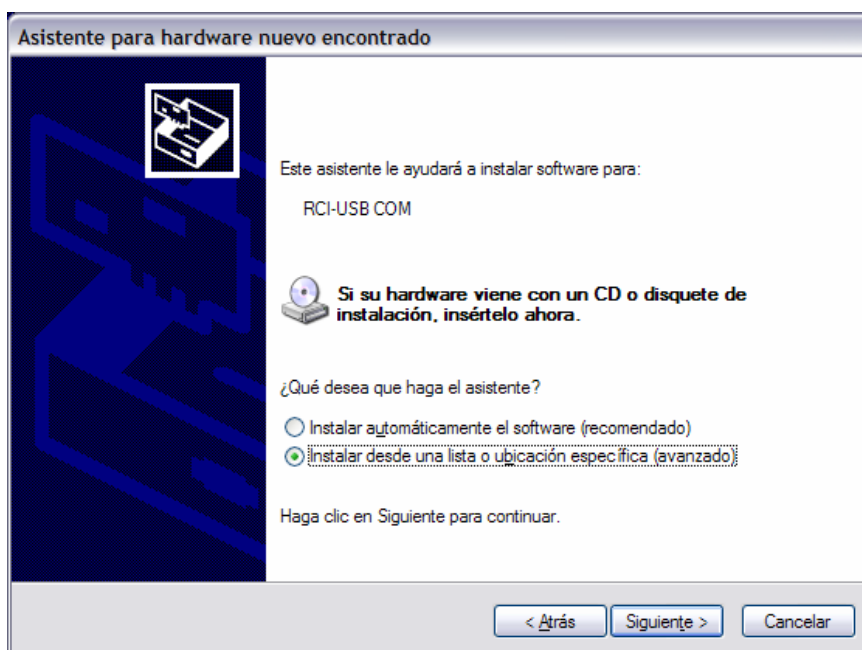 Asistente para hardware nuevo encontrado
Este asistente le ayudará a instalar software para:
RCI-USB COM
Si su hardware viene con un CD o disquete de
instalación, insértelo ahora.
¿Qué desea que haga el asistente?
Instalar automáticamente el software (recomendado)
Instalar desde una lista o ubicación específica (avanzado)
Haga clic en Siguiente para continuar.
< Atrás Siguiente > Cancelar